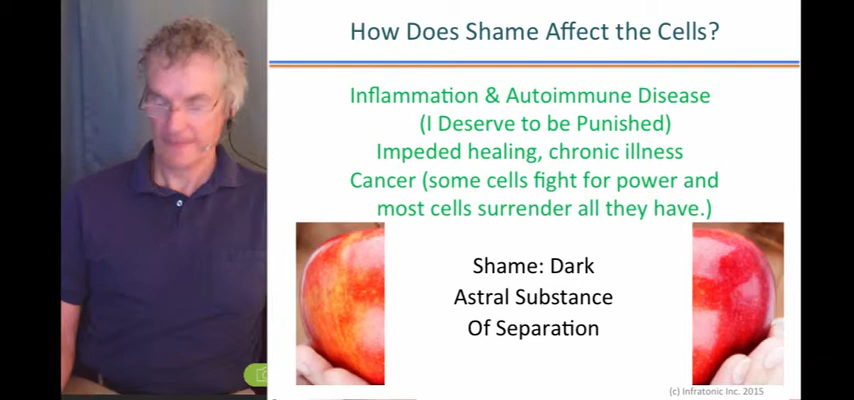 How Does Shame Affect the Cells?
Inflammation & Autoimmune Disease
(I Deserve to be Punished)
Impeded healing, chronic illness
Cancer (some cells fight for power and
most cells surrender all they have.)
Shame: Dark
Astral Substance
Of Separation
(c) Infratonic Inc. 2015